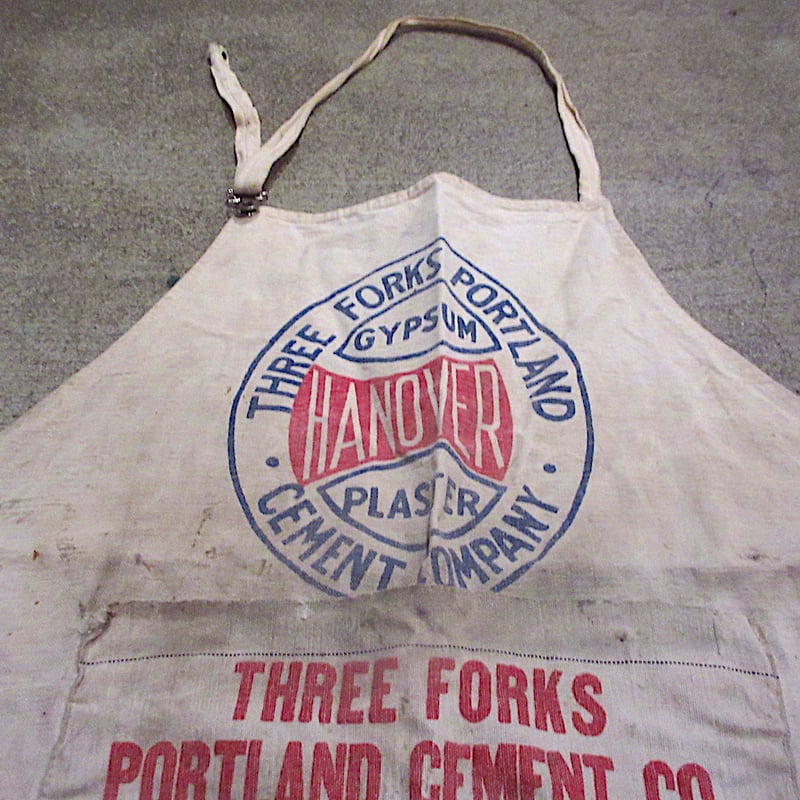 THREE FORKS PORTLAND
GYPSUM
HANOVER
PLASTER
• CEMENT COMPANY •
THREE FORKS
PORTLAND CEMENT CO